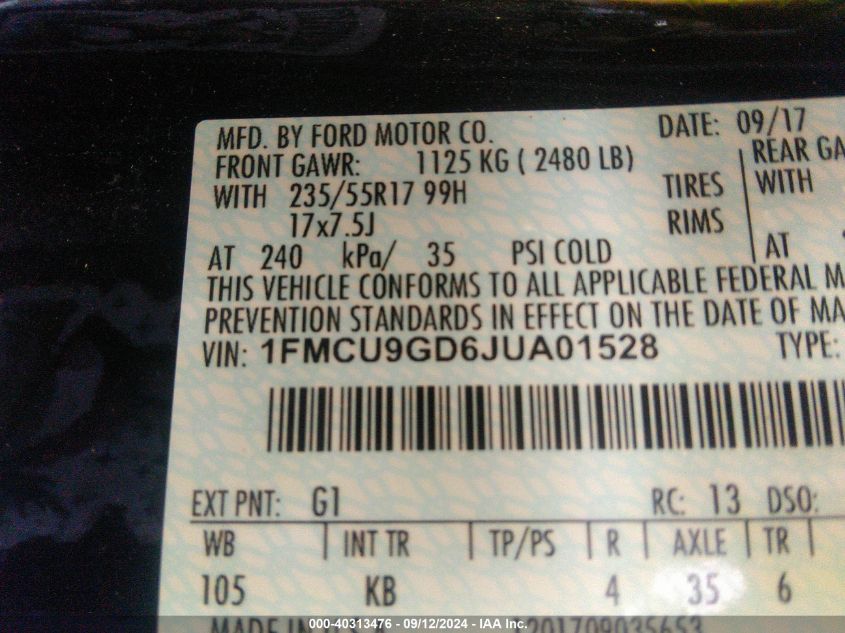 MFD. BY FORD MOTOR CO. DATE: 09/17
FRONT GAWR: 1125 KG ( 2480 LB) REAR GA
WITH 235/55R17 99H TIRES WITH
17x7.5J RIMS
AT 240 kPa/ 35 PSI COLD AT
THIS VEHICLE CONFORMS TO ALL APPLICABLE FEDERAL M
PREVENTION STANDARDS IN EFFECT ON THE DATE OF MA
VIN: 1FMCU9GD6JUA01528 TYPE:
EXT PNT: G1 RC: 13 DSO:
WB INT TR TP/PS R AXLE TR
105 KB 4 35 6
MADE IN U.S.A. 201709035653
000-40313476 - 09/12/2024 - IAA Inc.